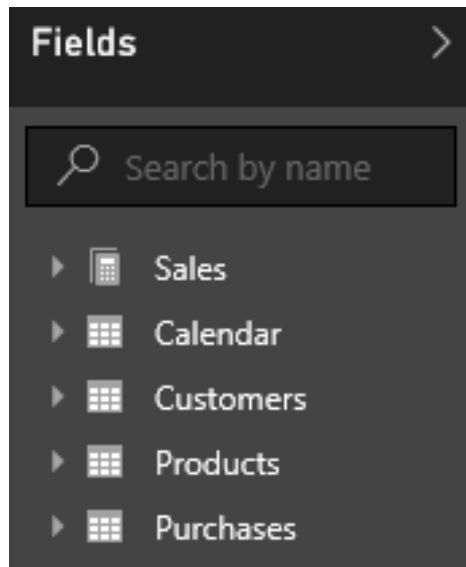 Fields
Search by name
Sales
Calendar
Customers
Products
Purchases